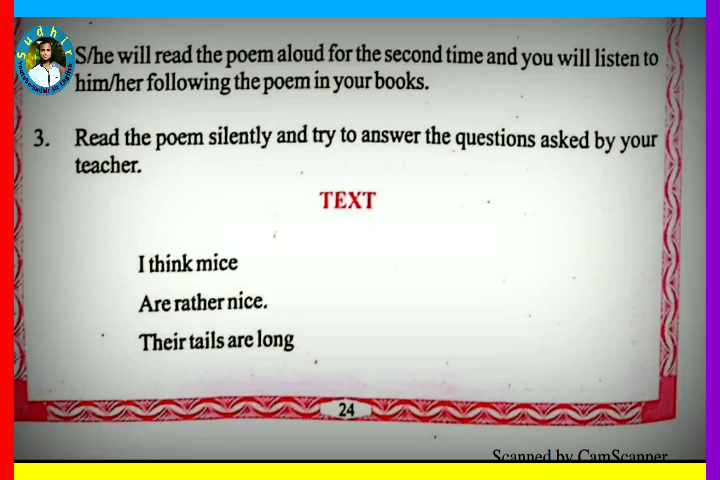 Sudhir
S/he will read the poem aloud for the second time and you will listen to
him/her following the poem in your books.
3. Read the poem silently and try to answer the questions asked by your
teacher.
TEXT
I think mice
Are rather nice.
Their tails are long
24
Scanned by CamScanner